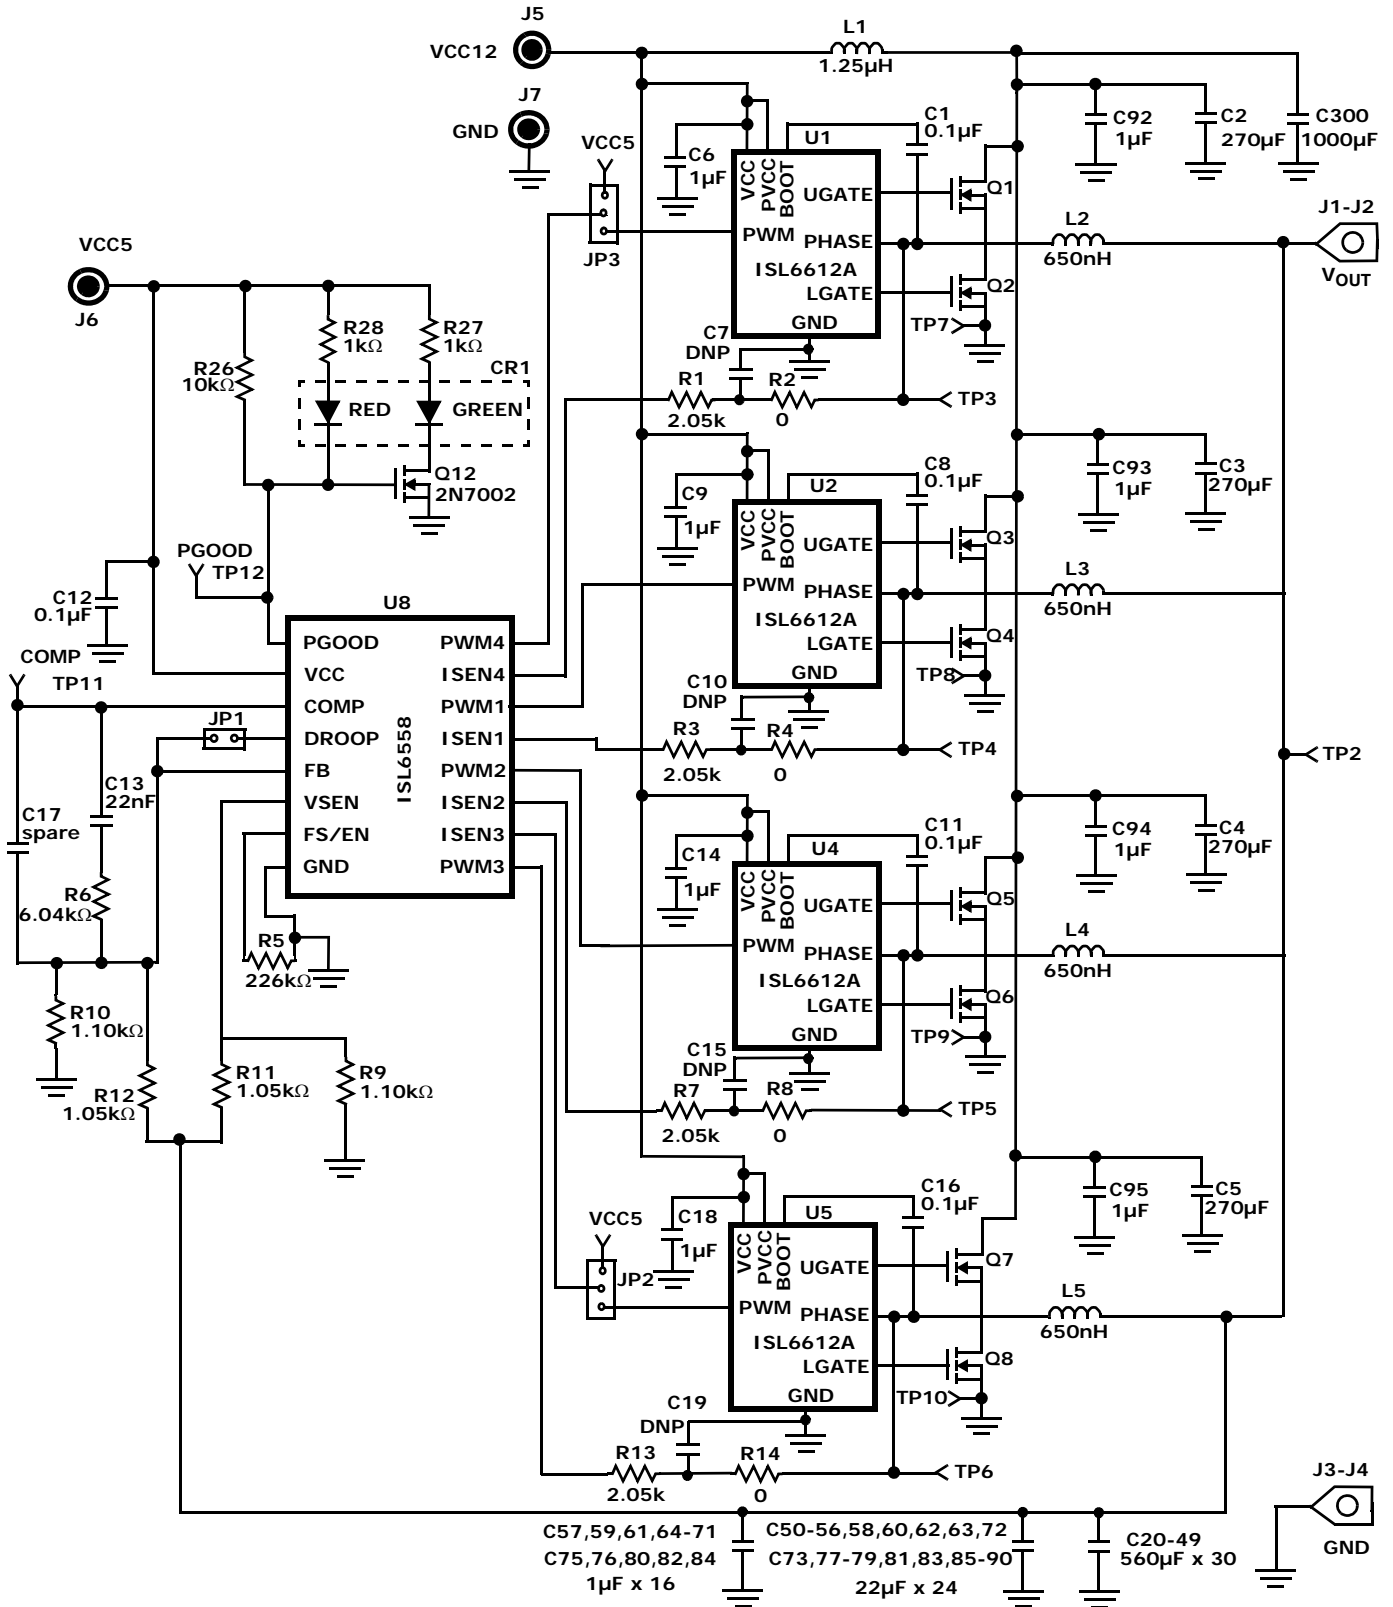 J5
VCC12
L1
1.25µH
J7
GND
VCC5
JP3
C6
1µF
U1
C1
0.1µF
VCC
PVCC
BOOT
UGATE
PWM
PHASE
ISL6612A
LGATE
GND
Q1
Q2
TP7
C92
1µF
C2
270µF
C300
1000µF
L2
650nH
J1-J2
VOUT
C7
DNP
R1
2.05k
R2
0
TP3
VCC5
J6
R28
1kΩ
R27
1kΩ
R26
10kΩ
CR1
RED
GREEN
Q12
2N7002
PGOOD
TP12
C12
0.1µF
COMP
TP11
JP1
C13
22nF
C17
spare
R6
6.04kΩ
U8
PGOOD
VCC
COMP
DROOP
FB
VSEN
FS/EN
GND
ISL6558
PWM4
ISEN4
PWM1
ISEN1
PWM2
ISEN2
ISEN3
PWM3
R5
226kΩ
R10
1.10kΩ
R12
1.05kΩ
R11
1.05kΩ
R9
1.10kΩ
C9
1µF
U2
C8
0.1µF
VCC
PVCC
BOOT
UGATE
PWM
PHASE
ISL6612A
LGATE
GND
Q3
Q4
TP8
C93
1µF
C3
270µF
L3
650nH
C10
DNP
R3
2.05k
R4
0
TP4
TP2
C14
1µF
U4
C11
0.1µF
VCC
PVCC
BOOT
UGATE
PWM
PHASE
ISL6612A
LGATE
GND
Q5
Q6
TP9
C94
1µF
C4
270µF
L4
650nH
C15
DNP
R7
2.05k
R8
0
TP5
VCC5
JP2
C18
1µF
U5
C16
0.1µF
VCC
PVCC
BOOT
UGATE
PWM
PHASE
ISL6612A
LGATE
GND
Q7
Q8
TP10
C95
1µF
C5
270µF
L5
650nH
C19
DNP
R13
2.05k
R14
0
TP6
J3-J4
GND
C57,59,61,64-71
C75,76,80,82,84
1µF x 16
C50-56,58,60,62,63,72
C73,77-79,81,83,85-90
22µF x 24
C20-49
560µF x 30